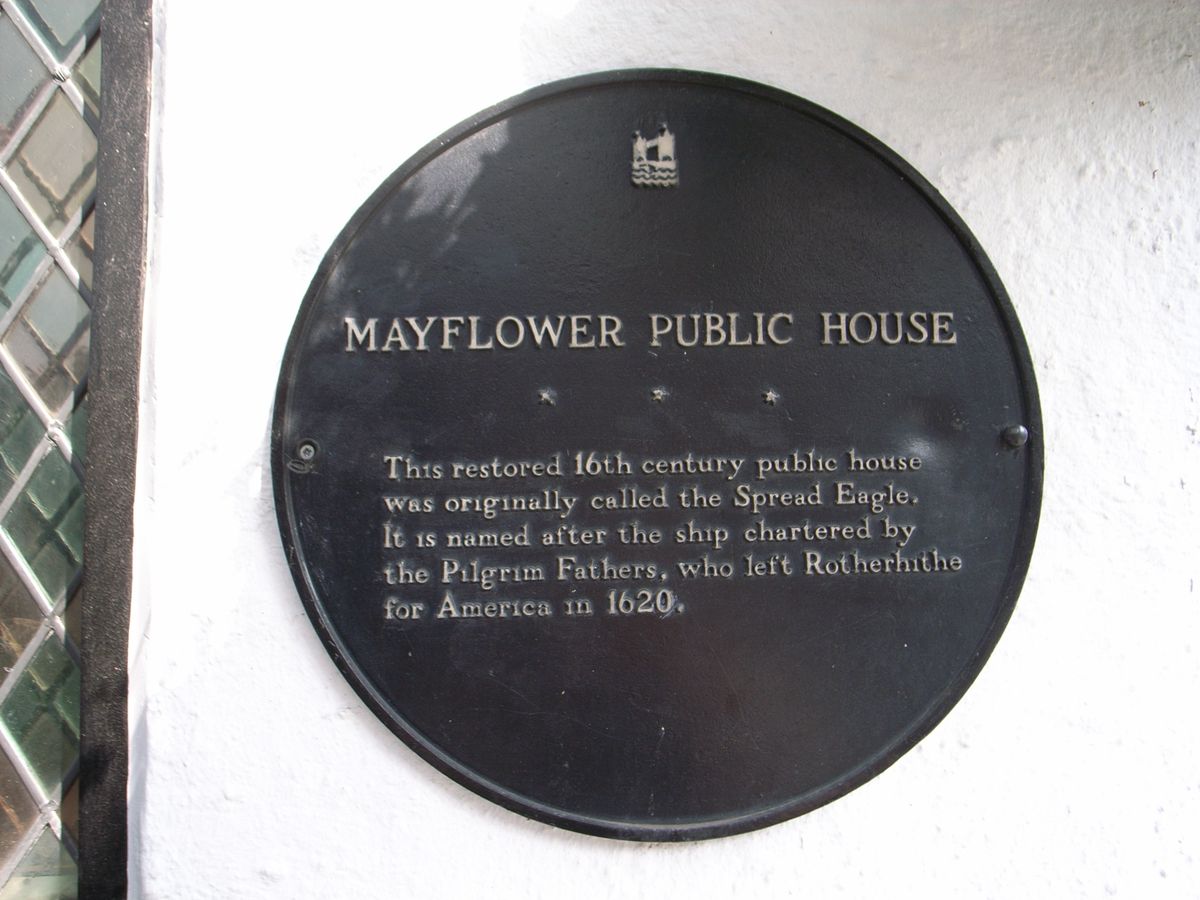 MAYFLOWER PUBLIC HOUSE
This restored 16th century public house
was originally called the Spread Eagle.
It is named after the ship chartered by
the Pilgrim Fathers, who left Rotherhithe
for America in 1620.